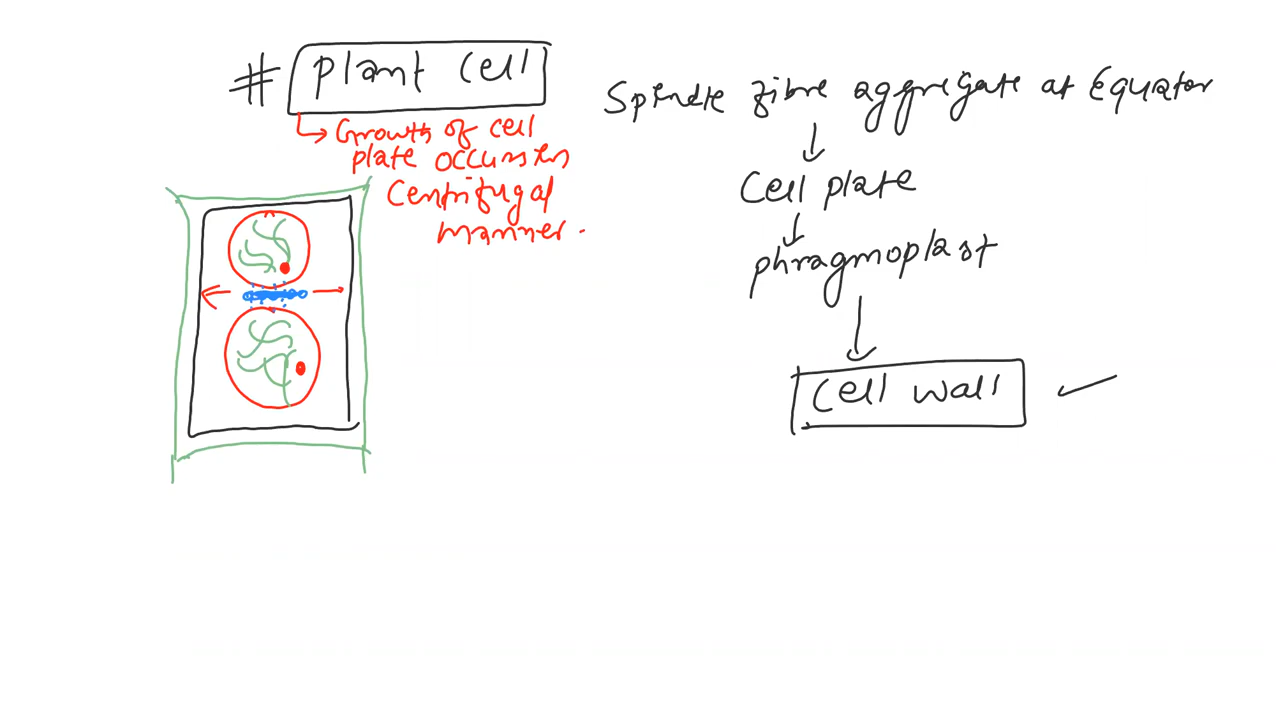 # plant cell
Growth of cell
plate occurs in
Centrifugal
manner.
Spindle fibre aggregate at Equator
Cell plate
phragmoplast
Cell wall